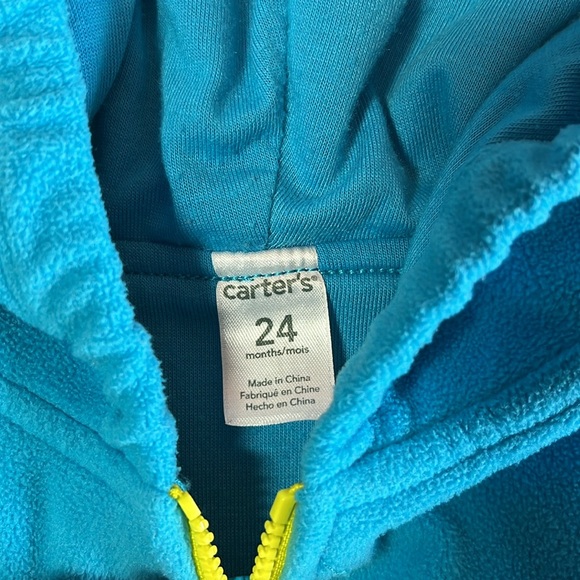 carter's®
24
months/mois
Made in China
Fabriqué en Chine
Hecho en China